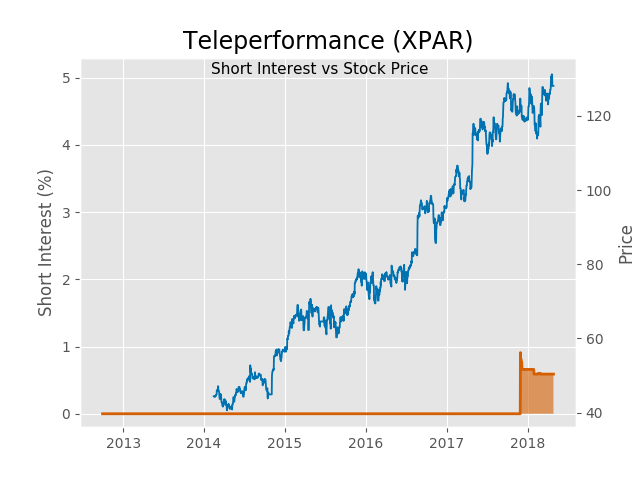 Teleperformance (XPAR)
Short Interest vs Stock Price
Short Interest (%)
5
4
3
2
1
0
120
100
80
60
40
Price
2013 2014 2015 2016 2017 2018